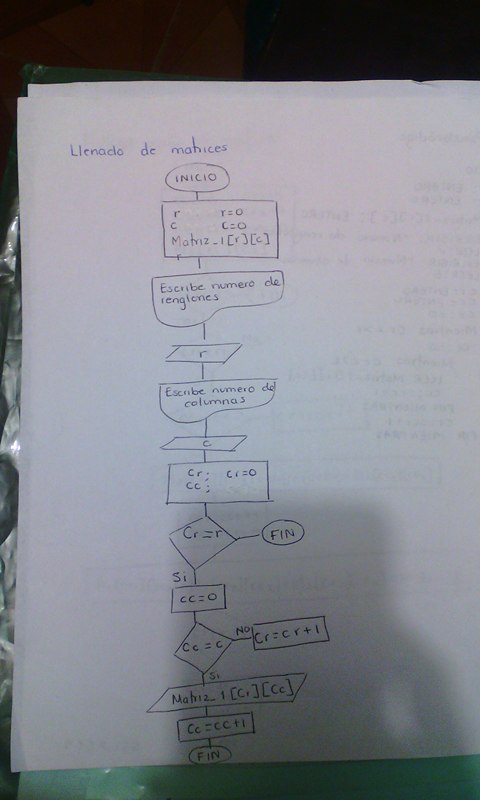 Llenado de matrices
INICIO
r r=0
c c=0
Matriz_1[r][c]
r
Escribe numero de
renglones
r
Escribe numero de
columnas
c
Cr; Cr=0
Cc;
Cr=r
FIN
Si
cc=0
Cc=c
NO
Cr=cr+1
Si
Matriz_1[Cr][Cc]
Cc=cc+1
FIN